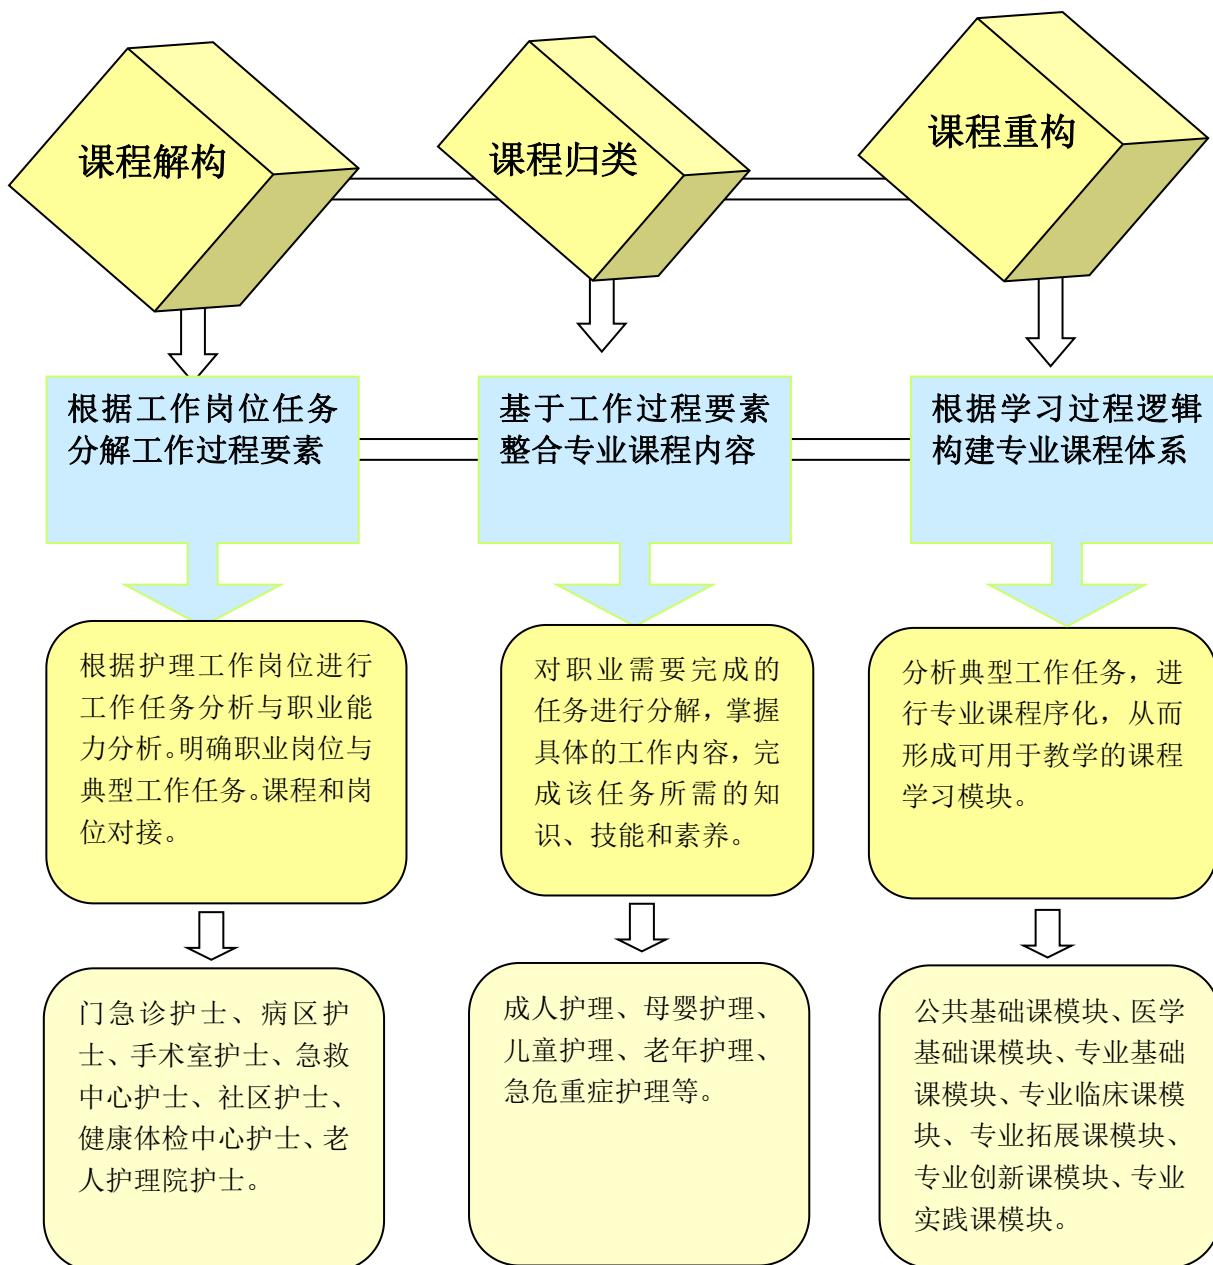 课程解构
课程归类
课程重构
根据工作岗位任务
分解工作过程要素
基于工作过程要素
整合专业课程内容
根据学习过程逻辑
构建专业课程体系
根据护理工作岗位进行
工作任务分析与职业能
力分析。明确职业岗位与
典型工作任务。课程和岗
位对接。
对职业需要完成的
任务进行分解，掌握
具体的工作内容，完
成该任务所需的知
识、技能和素养。
分析典型工作任务，进
行专业课程序化，从而
形成可用于教学的课程
学习模块。
门急诊护士、病区护
士、手术室护士、急救
中心护士、社区护士、
健康体检中心护士、老
人护理院护士。
成人护理、母婴护理、
儿童护理、老年护理、
急危重症护理等。
公共基础课模块、医学
基础课模块、专业基础
课模块、专业临床课模
块、专业拓展课模块、
专业创新课模块、专业
实践课模块。